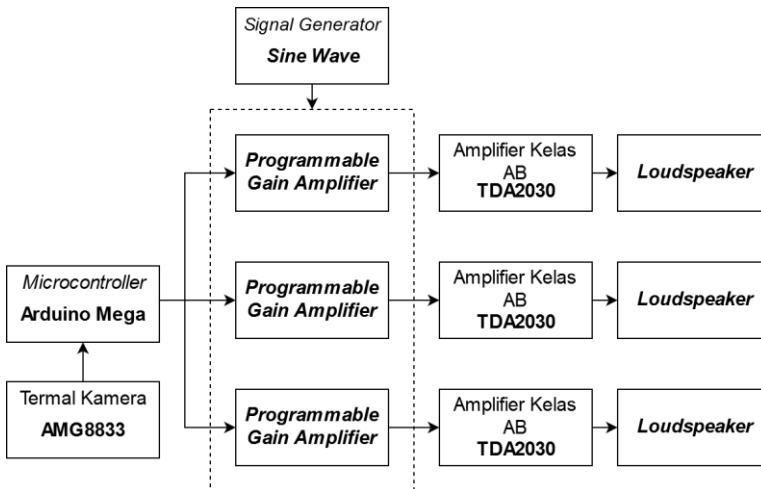 Signal Generator
Sine Wave
Programmable
Gain Amplifier
Amplifier Kelas
AB
TDA2030
Loudspeaker
Microcontroller
Arduino Mega
Programmable
Gain Amplifier
Amplifier Kelas
AB
TDA2030
Loudspeaker
Termal Kamera
AMG8833
Programmable
Gain Amplifier
Amplifier Kelas
AB
TDA2030
Loudspeaker